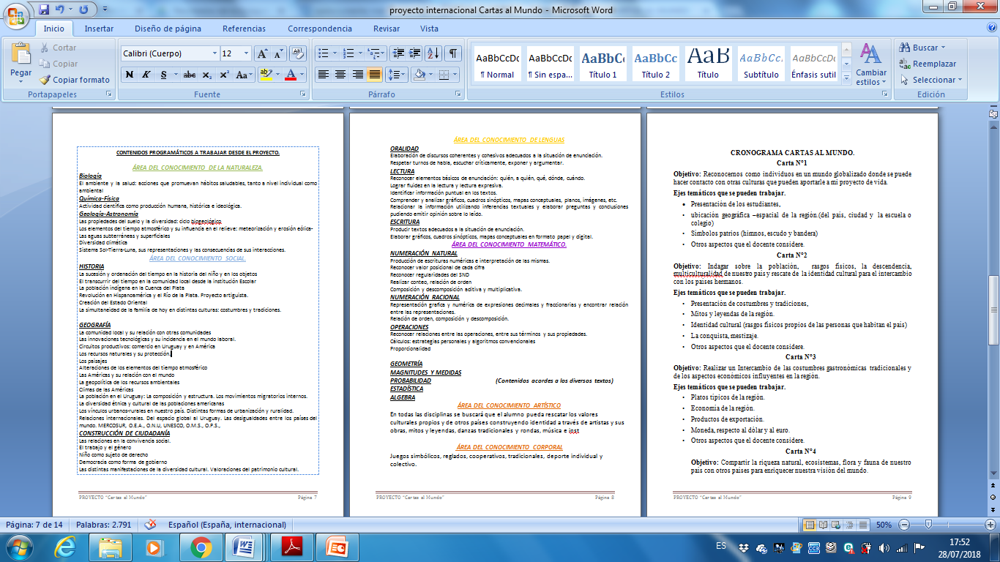 proyecto internacional Cartas al Mundo - Microsoft Word
Inicio Insertar Diseño de página Referencias Correspondencia Revisar Vista
Pegar
Cortar
Copiar
Copiar formato
Portapapeles
Calibri (Cuerpo) 12
N K S abc x₂ x² Aa
Fuente
Párrafo
AaBbCcDc AaBbCcDc AaBbCc AaBbCc AaB AaBbCc. AaBbCcDc
¶ Normal ¶ Sin espa... Título 1 Título 2 Título Subtítulo Énfasis sutil
Cambiar estilos
Estilos
Buscar
Reemplazar
Seleccionar
Edición
CONTENIDOS PROGRAMÁTICOS A TRABAJAR DESDE EL PROYECTO.
ÁREA DEL CONOCIMIENTO DE LA NATURALEZA.
Biología
El ambiente y la salud: acciones que promuevan hábitos saludables, tanto a nivel individual como
ambiental
Química-Física
Actividad científica como producción humana, histórica e ideológica.
Geología-Astronomía
Las propiedades del suelo y la diversidad: ciclo biogeológico.
Los elementos del tiempo atmosférico y su influencia en el relieve: meteorización y erosión eólica-
Las aguas subterráneas y superficiales
Diversidad climática
Sistema Sol-Tierra-Luna, sus representaciones y las consecuencias de sus interacciones.
ÁREA DEL CONOCIMIENTO SOCIAL.
HISTORIA
La sucesión y ordenación del tiempo en la historia del niño y en los objetos
El transcurrir del tiempo en la comunidad local desde la institución Escolar
La población indígena en la Cuenca del Plata
Revolución en Hispanoamérica y el Río de la Plata. Proyecto artiguista.
Creación del Estado Oriental
La simultaneidad de la familia de hoy en distintas culturas: costumbres y tradiciones.
GEOGRAFÍA
La comunidad local y su relación con otras comunidades
Las innovaciones tecnológicas y su incidencia en el mundo laboral.
Circuitos productivos: comercio en Uruguay y en América
Los recursos naturales y su protección.
Los paisajes
Alteraciones de los elementos del tiempo atmosférico
Las Américas y su relación con el mundo
La geopolítica de los recursos ambientales
Climas de las Américas
La población en el Uruguay: La composición y estructura. Los movimientos migratorios internos.
La diversidad étnica y cultural de las poblaciones americanas
Los vínculos urbanos-rurales en nuestro país. Distintas formas de urbanización y ruralidad.
Relaciones internacionales. Del espacio global al Uruguay. Las desigualdades entre los países del
mundo. MERCOSUR, O.E.A., O.N.U, UNESCO, O.M.S., O.P.S.,
CONSTRUCCIÓN DE CIUDADANÍA
Las relaciones en la convivencia social.
El trabajo y el género
Niño como sujeto de derecho
Democracia como forma de gobierno
Las distintas manifestaciones de la diversidad cultural. Valoraciones del patrimonio cultural.
PROYECTO "Cartas al Mundo" Página 7
ÁREA DEL CONOCIMIENTO DE LENGUAS
ORALIDAD
Elaboración de discursos coherentes y cohesivos adecuados a la situación de enunciación.
Respetar turnos de habla, escuchar críticamente, exponer y argumentar.
LECTURA
Reconocer elementos básicos de enunciación: quién, a quién, qué, dónde, cuándo.
Lograr fluidez en la lectura y lectura expresiva.
Identificar información puntual en los textos.
Comprender y analizar gráficos, cuadros sinópticos, mapas conceptuales, planos, imágenes, etc.
Relacionar la información utilizando inferencias textuales y elaborar preguntas y conclusiones
pudiendo emitir opinión sobre lo leído.
ESCRITURA
Producir textos adecuados a la situación de enunciación.
Elaborar gráficos, cuadros sinópticos, mapas conceptuales en formato papel y digital.
ÁREA DEL CONOCIMIENTO MATEMÁTICO.
NUMERACIÓN NATURAL
Producción de escrituras numéricas e interpretación de las mismas.
Reconocer valor posicional de cada cifra
Reconocer regularidades del SND
Realizar conteo, relación de orden
Composición y descomposición aditiva y multiplicativa.
NUMERACIÓN RACIONAL
Representación grafica y numérica de expresiones decimales y fraccionarias y encontrar relación
entre las representaciones.
Relación de orden, composición y descomposición.
OPERACIONES
Reconocer relaciones entre las operaciones, entre sus términos y sus propiedades.
Cálculos: estrategias personales y algoritmos convencionales
Proporcionalidad
GEOMETRÍA
MAGNITUDES Y MEDIDAS
PROBABILIDAD (Contenidos acordes a los diversos textos)
ESTADÍSTICA
ALGEBRA
ÁREA DEL CONOCIMIENTO ARTÍSTICO
En todas las disciplinas se buscará que el alumno pueda rescatar los valores
culturales propios y de otros países construyendo identidad a través de artistas y sus
obras, mitos y leyendas, danzas tradicionales y rondas, música e inst
ÁREA DEL CONOCIMIENTO CORPORAL
Juegos simbólicos, reglados, cooperativos, tradicionales, deporte individual y
colectivo.
PROYECTO "Cartas al Mundo" Página 8
CRONOGRAMA CARTAS AL MUNDO.
Carta N°1
Objetivo: Reconocernos como individuos en un mundo globalizado donde se puede
hacer contacto con otras culturas que pueden aportarle a mi proyecto de vida.
Ejes temáticos que se pueden trabajar.
• Presentación de los estudiantes,
• ubicación geográfica –espacial de la región.(del país, ciudad y la escuela o
colegio)
• Símbolos patrios (himnos, escudo y bandera)
• Otros aspectos que el docente considere.
Carta N°2
Objetivo: Indagar sobre la población, rasgos físicos, la descendencia,
multiculturalidad de nuestro país y rescate de la identidad cultural para el intercambio
con los países hermanos.
Ejes temáticos que se pueden trabajar.
• Presentación de costumbres y tradiciones,
• Mitos y leyendas de la región.
• Identidad cultural (rasgos físicos propios de las personas que habitan el país)
• La conquista, mestizaje.
• Otros aspectos que el docente considere.
Carta N°3
Objetivo: Realizar un Intercambio de las costumbres gastronómicas tradicionales y
de los aspectos económicos influyentes en la región.
Ejes temáticos que se pueden trabajar.
• Platos típicos de la región.
• Economía de la región.
• Productos de exportación.
• Moneda, respecto al dólar y al euro.
• Otros aspectos que el docente considere.
Carta N°4
Objetivo: Compartir la riqueza natural, ecosistemas, flora y fauna de nuestro
país con otros países para enriquecer nuestra visión del mundo.
PROYECTO "Cartas al Mundo" Página 9
Página: 7 de 14 Palabras: 2.791 Español (España, internacional) 50%
ES 17:52
28/07/2018